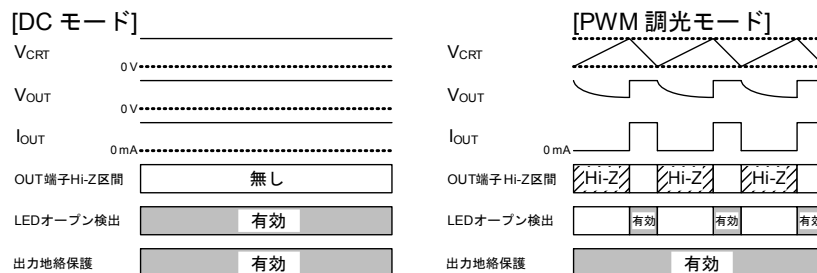 [DC モード]
VCRT
0 V
VOUT
0 V
IOUT
0 mA
OUT端子Hi-Z区間
無し
LEDオープン検出
有効
出力地絡保護
有効
[PWM 調光モード]
VCRT
VOUT
IOUT
0 mA
OUT端子Hi-Z区間
Hi-Z
Hi-Z
Hi-Z
LEDオープン検出
有効
有効
有効
出力地絡保護
有効